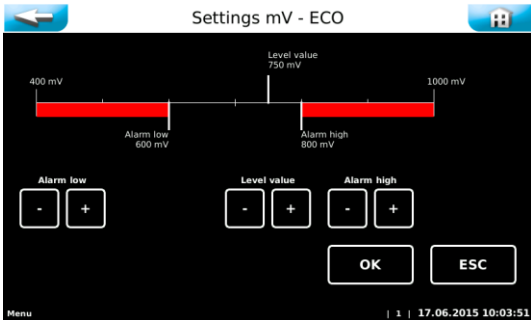 Settings mV - ECO
Level value
750 mV
400 mV
1000 mV
Alarm low
600 mV
Alarm high
800 mV
Alarm low
Level value
Alarm high
- +
- +
- +
OK
ESC
Menu
| 1 | 17.06.2015 10:03:51